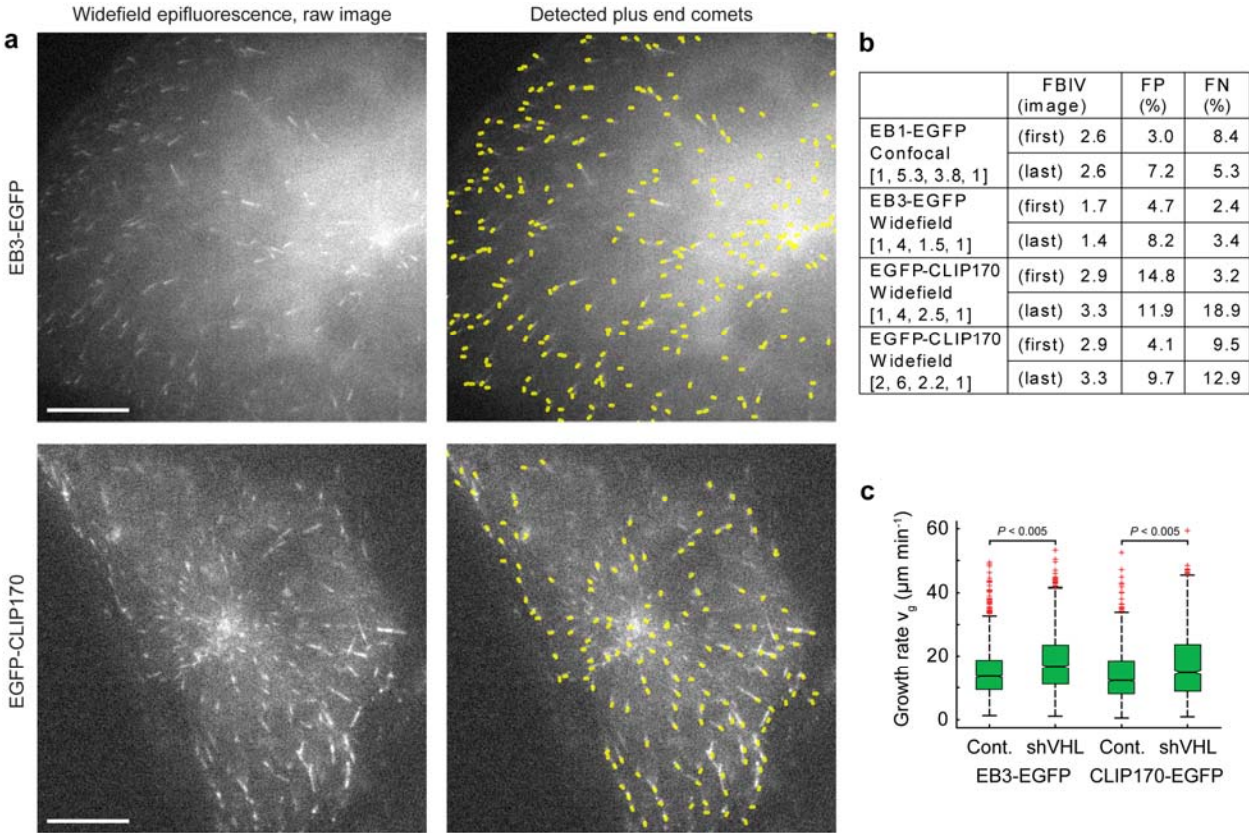 Widefield epifluorescence, raw image
Detected plus end comets
a
EB3-EGFP
EGFP-CLIP170
b
FBIV (image) FP (%) FN (%)
EB1-EGFP Confocal [1, 5.3, 3.8, 1]
(first) 2.6 3.0 8.4
(last) 2.6 7.2 5.3
EB3-EGFP Widefield [1, 4, 1.5, 1]
(first) 1.7 4.7 2.4
(last) 1.4 8.2 3.4
EGFP-CLIP170 Widefield [1, 4, 2.5, 1]
(first) 2.9 14.8 3.2
(last) 3.3 11.9 18.9
EGFP-CLIP170 Widefield [2, 6, 2.2, 1]
(first) 2.9 4.1 9.5
(last) 3.3 9.7 12.9
c
Growth rate v_g (µm min⁻¹)
60
40
20
0
P < 0.005
P < 0.005
Cont. shVHL Cont. shVHL
EB3-EGFP CLIP170-EGFP